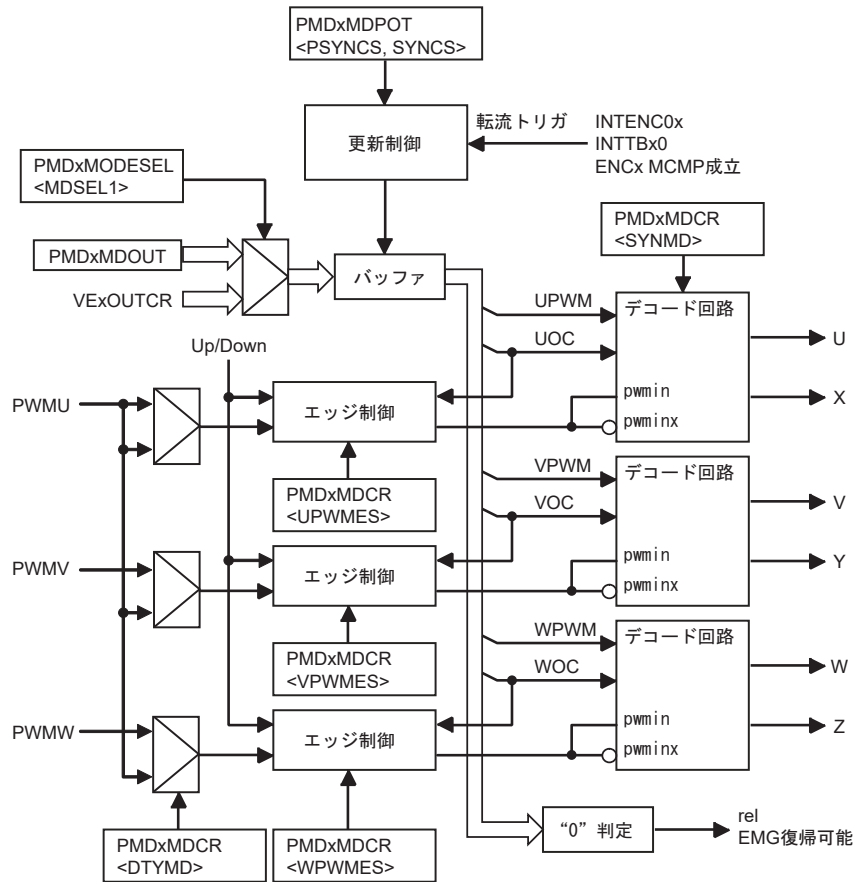 PMDxMDPOT
<PSYNCS, SYNCS>
更新制御
転流トリガ
INTENC0x
INTTBx0
ENCx MCMP成立
PMDxMODESEL
<MDSEL1>
PMDxMDCR
<SYNMD>
PMDxMDOUT
VExOUTCR
バッファ
Up/Down
UPWM
UOC
デコード回路
pwmin
pwminx
U
X
PWMU
エッジ制御
PMDxMDCR
<UPWMES>
VPWM
VOC
デコード回路
pwmin
pwminx
V
Y
PWMV
エッジ制御
PMDxMDCR
<VPWMES>
WPWM
WOC
デコード回路
pwmin
pwminx
W
Z
PWMW
エッジ制御
PMDxMDCR
<DTYMD>
PMDxMDCR
<WPWMES>
“0”判定
rel
EMG復帰可能